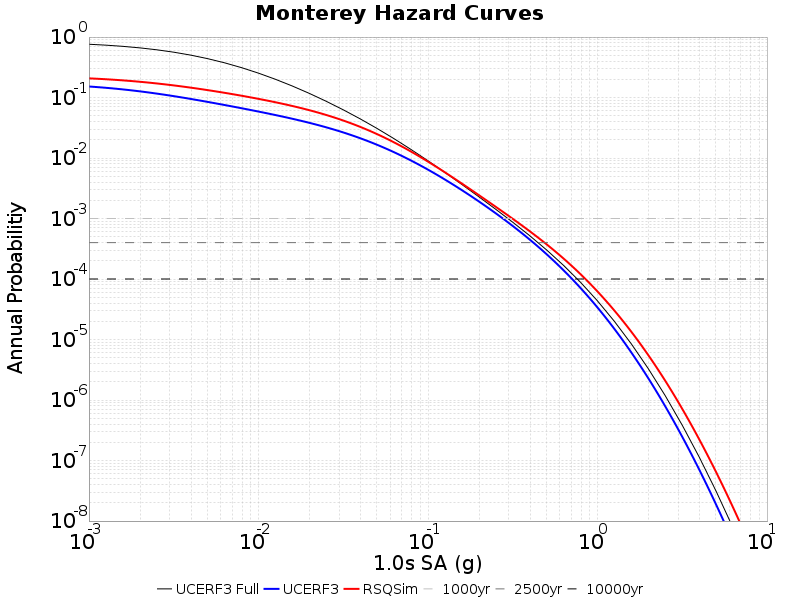 Monterey Hazard Curves
10^0
10^-1
10^-2
10^-3
10^-4
10^-5
10^-6
10^-7
10^-8
Annual Probabilitiy
10^-3 10^-2 10^-1 10^0 10^1
1.0s SA (g)
UCERF3 Full UCERF3 RSQSim 1000yr 2500yr 10000yr